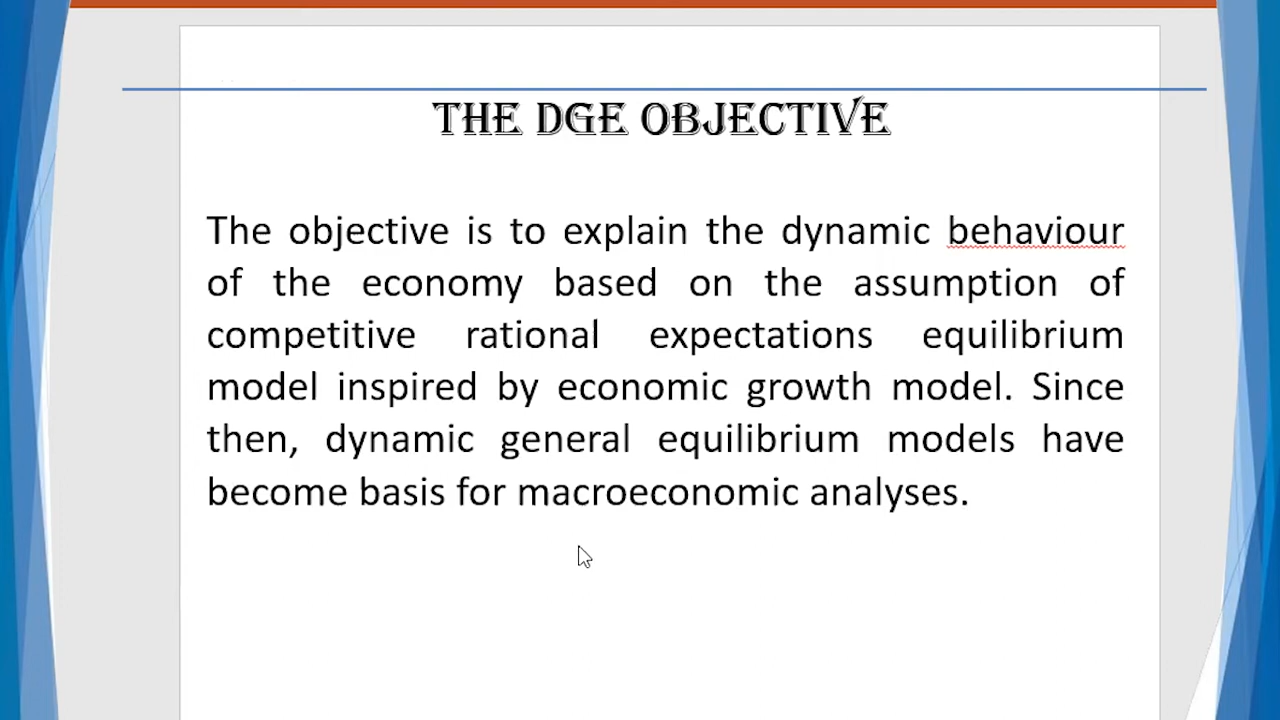 THE DGE OBJECTIVE
The objective is to explain the dynamic behaviour
of the economy based on the assumption of
competitive rational expectations equilibrium
model inspired by economic growth model. Since
then, dynamic general equilibrium models have
become basis for macroeconomic analyses.